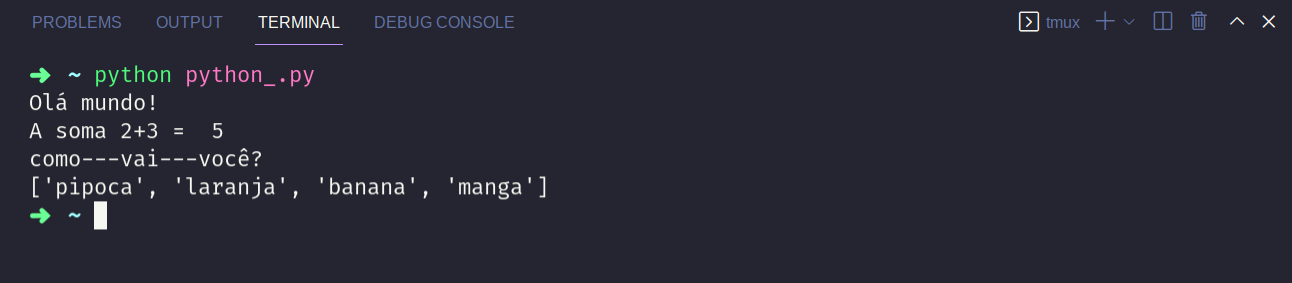 PROBLEMS OUTPUT TERMINAL DEBUG CONSOLE tmux
➜ ~ python python_.py
Olá mundo!
A soma 2+3 =  5
como---vai---você?
['pipoca', 'laranja', 'banana', 'manga']
➜ ~